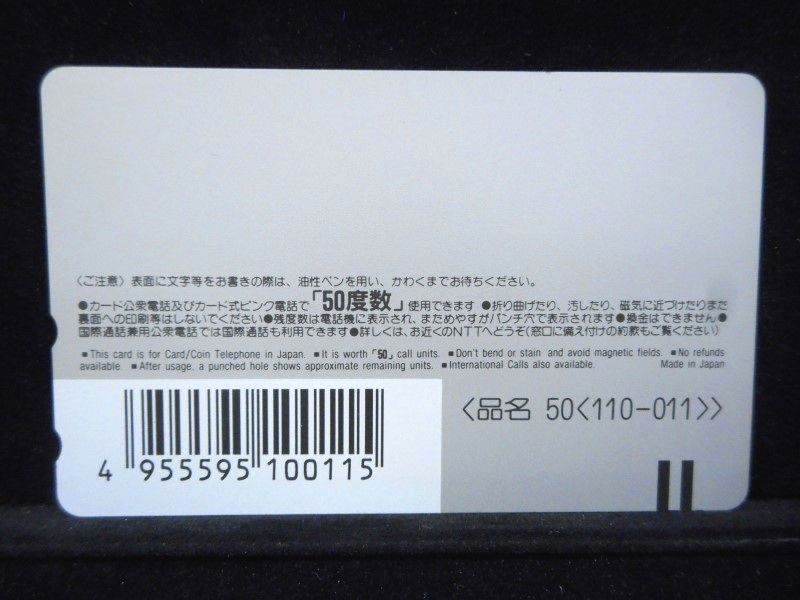 〈ご注意〉表面に文字等をお書きの際は、油性ペンを用い、かわくまでお待ちください。
●カード公衆電話及びカード式ピンク電話で「50度数」使用できます ●折り曲げたり、汚したり、磁気に近づけたりまた
裏面への印刷等はしないでください●残度数は電話機に表示され、まためやすがパンチ穴で表示されます●換金はできません●
国際通話兼用公衆電話では国際通話も利用できます●詳しくは、お近くのNTTへどうぞ(窓口に備え付けの約款もご覧ください)
■This card is for Card/Coin Telephone in Japan. ■It is worth「50」call units. ■Don't bend or stain and avoid magnetic fields. ■No refunds
available. ■After usage, a punched hole shows approximate remaining units. ■International Calls also available. Made in Japan
〈品名 50〈110-011〉〉
4 955595 100115